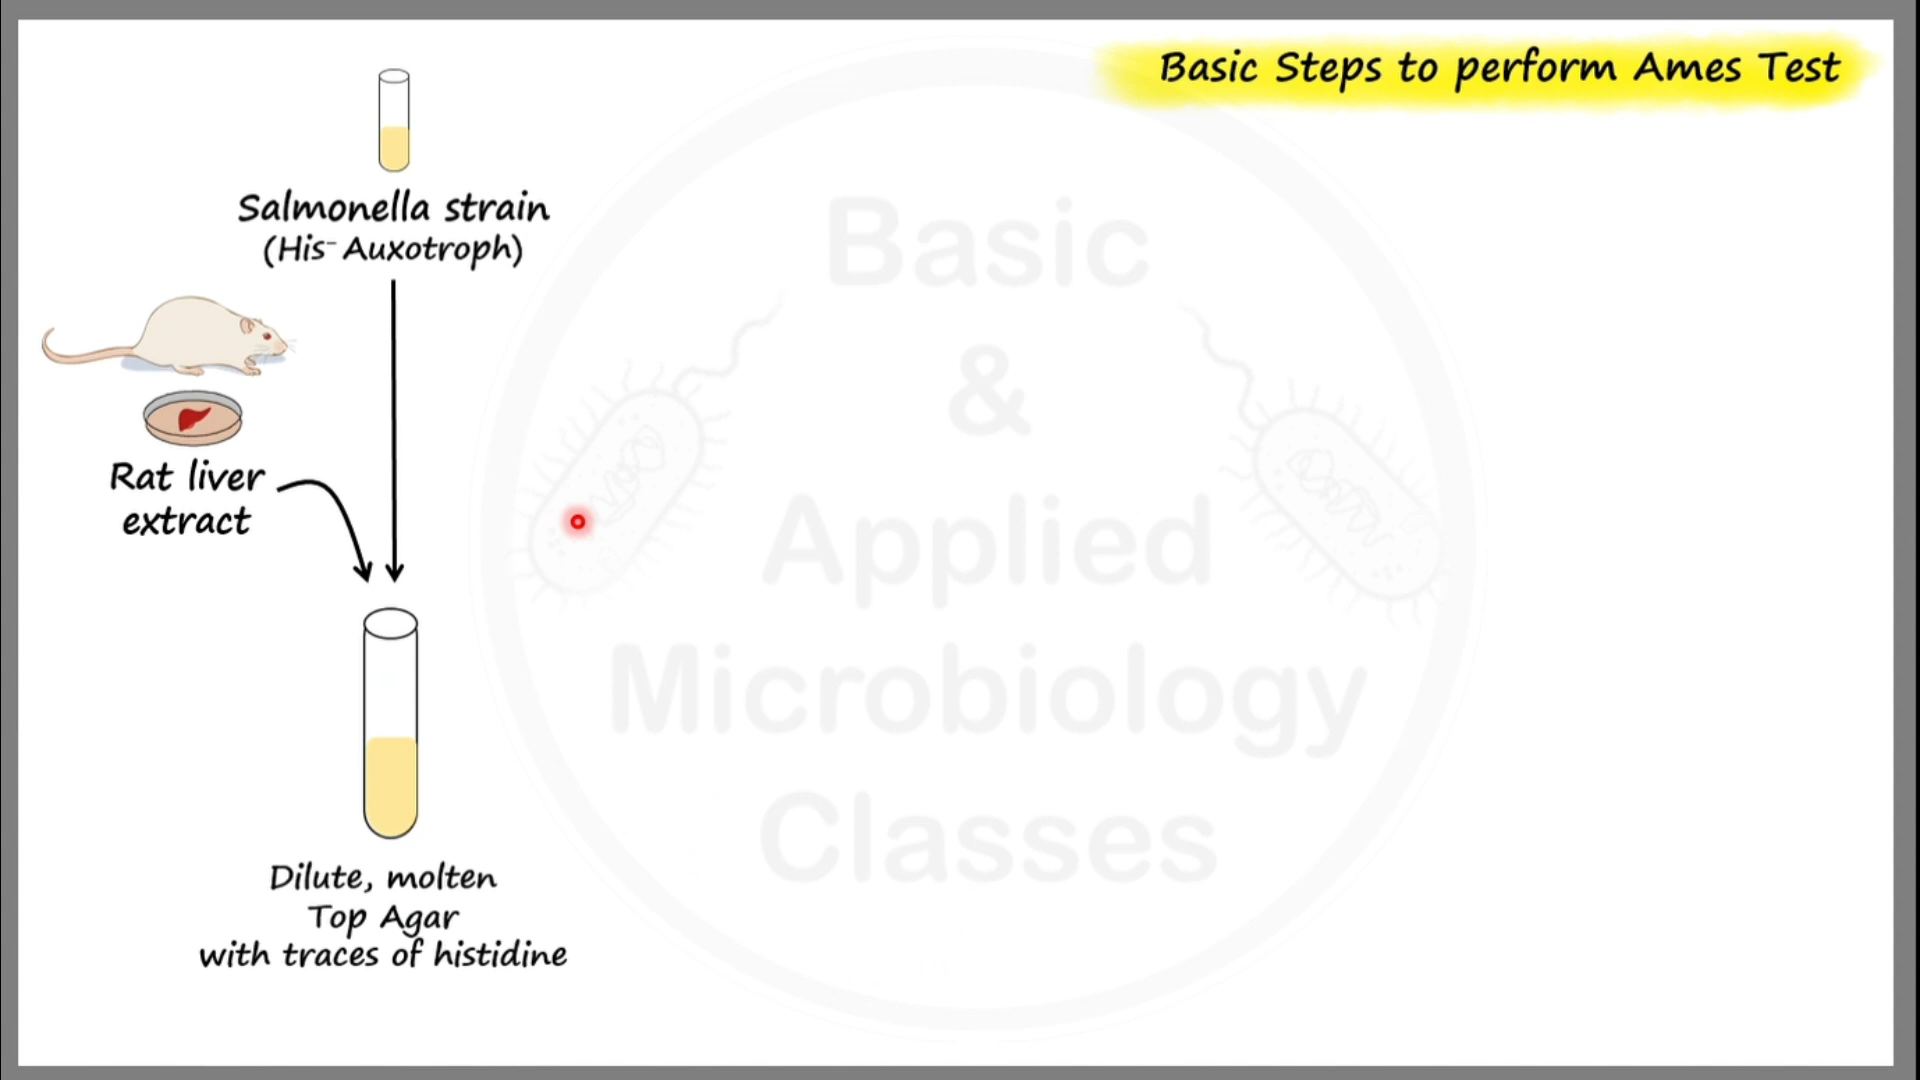 Basic Steps to perform Ames Test
Salmonella strain
(His⁻ Auxotroph)
Rat liver
extract
Dilute, molten
Top Agar
with traces of histidine
Basic
&
Applied
Microbiology
Classes